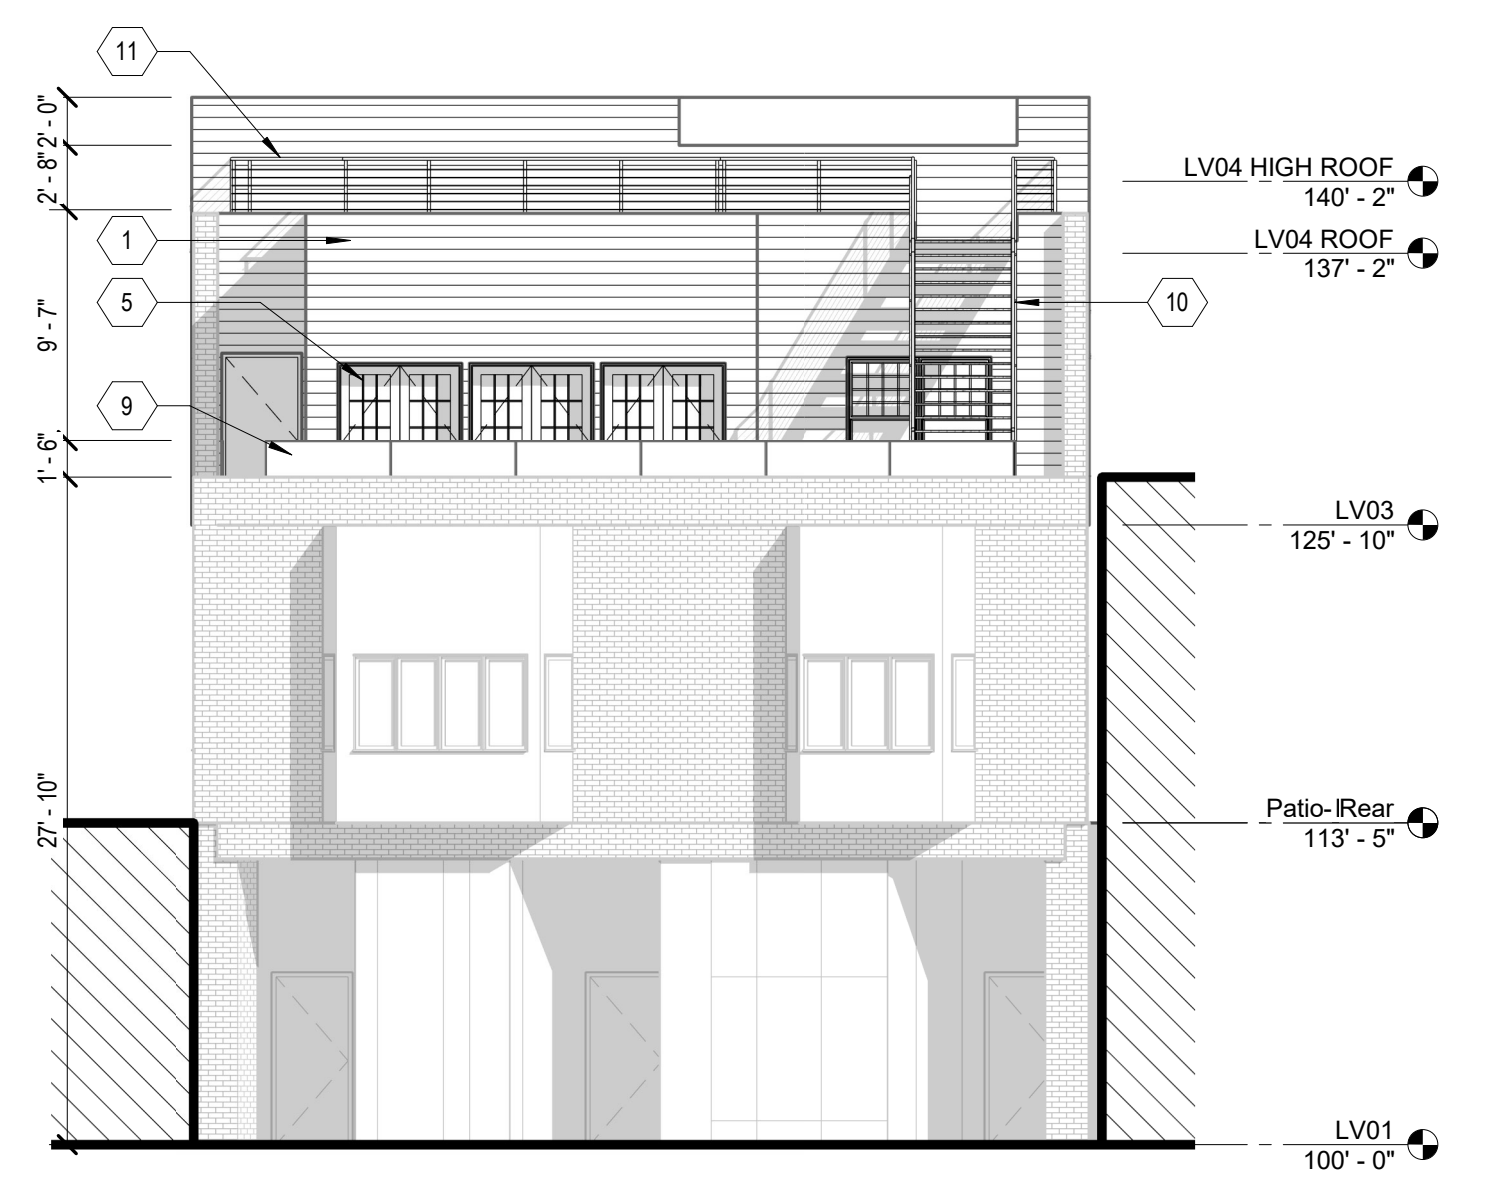 11
2' - 0"
2' - 8"
LV04 HIGH ROOF
140' - 2"
1
LV04 ROOF
137' - 2"
5
10
9' - 7"
9
1' - 6"
LV03
125' - 10"
27' - 10"
Patio-Rear
113' - 5"
LV01
100' - 0"